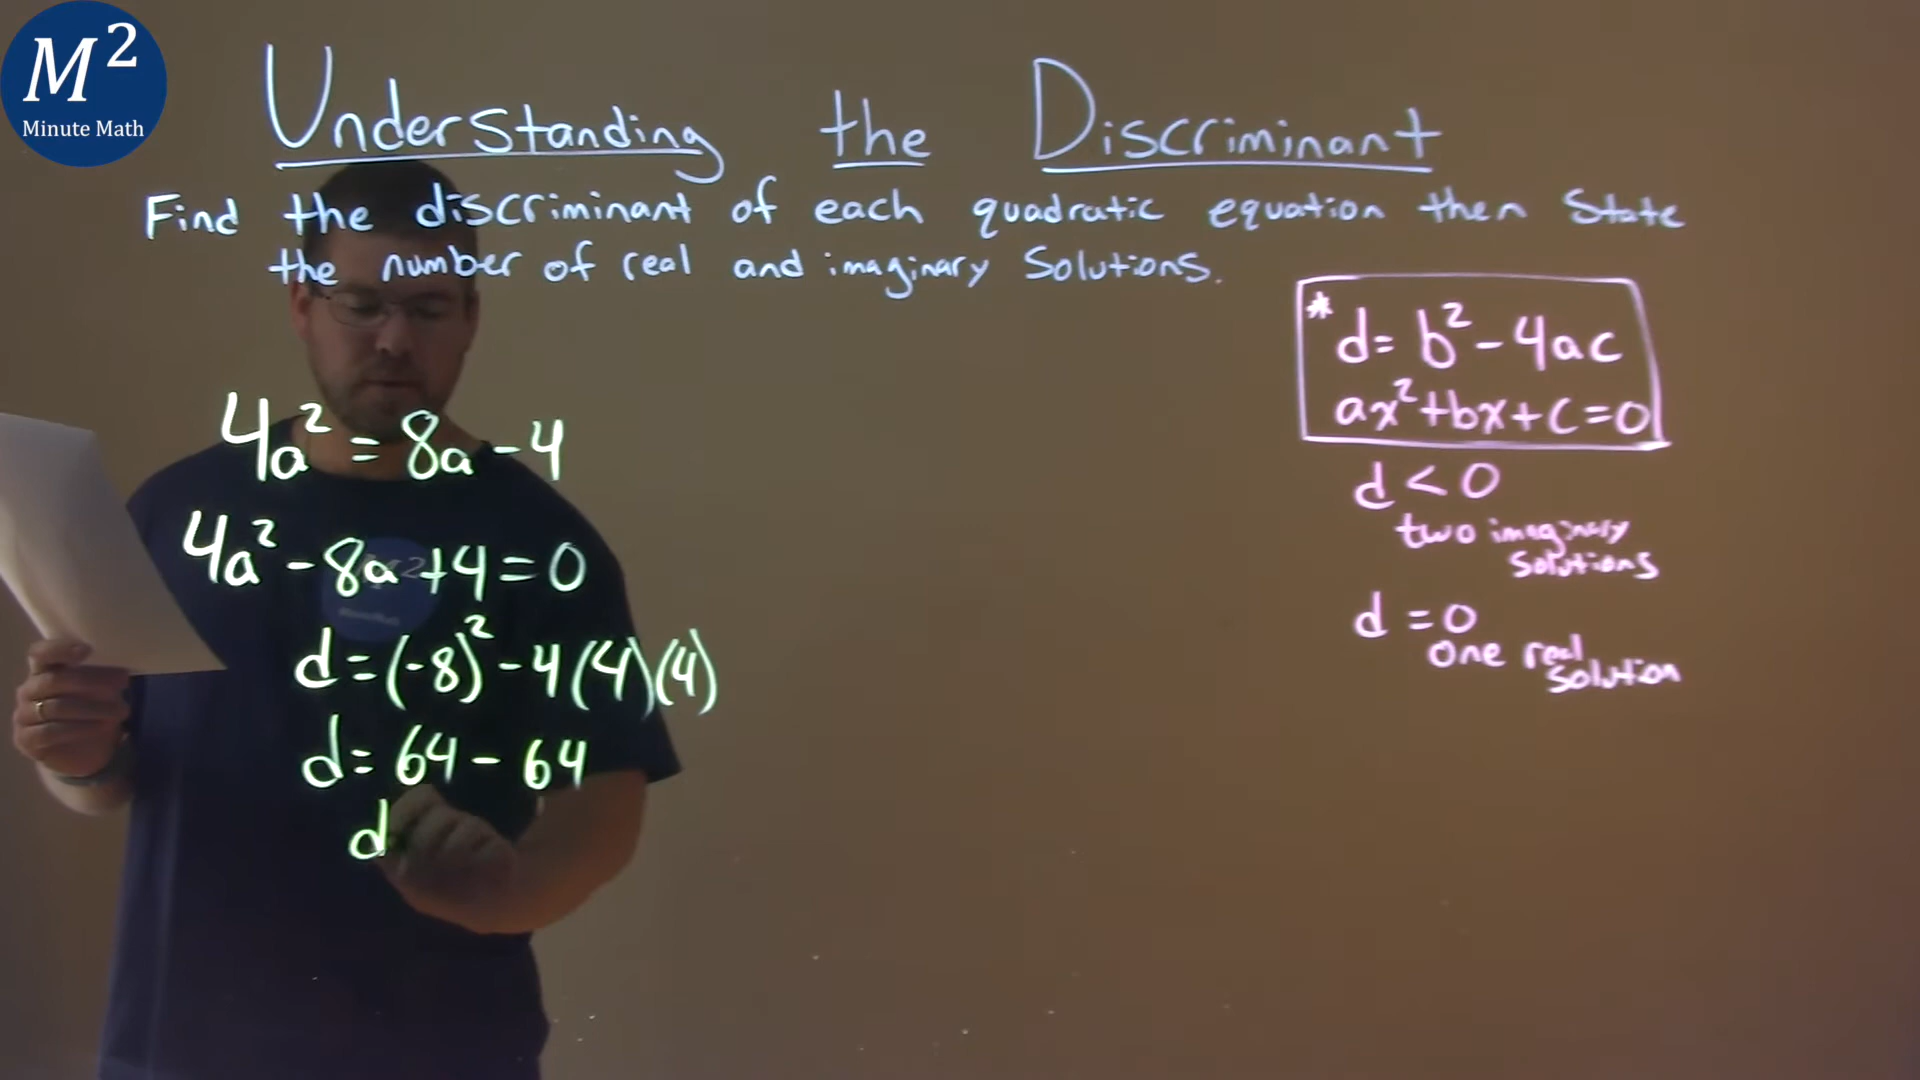 M²
Minute Math
Understanding the Discriminant
Find the discriminant of each quadratic equation then state
the number of real and imaginary solutions.
* d = b² - 4ac
ax² + bx + c = 0
d < 0
two imaginary
solutions
d = 0
one real
solution
4a² = 8a - 4
4a² - 8a + 4 = 0
d = (-8)² - 4(4)(4)
d = 64 - 64
d